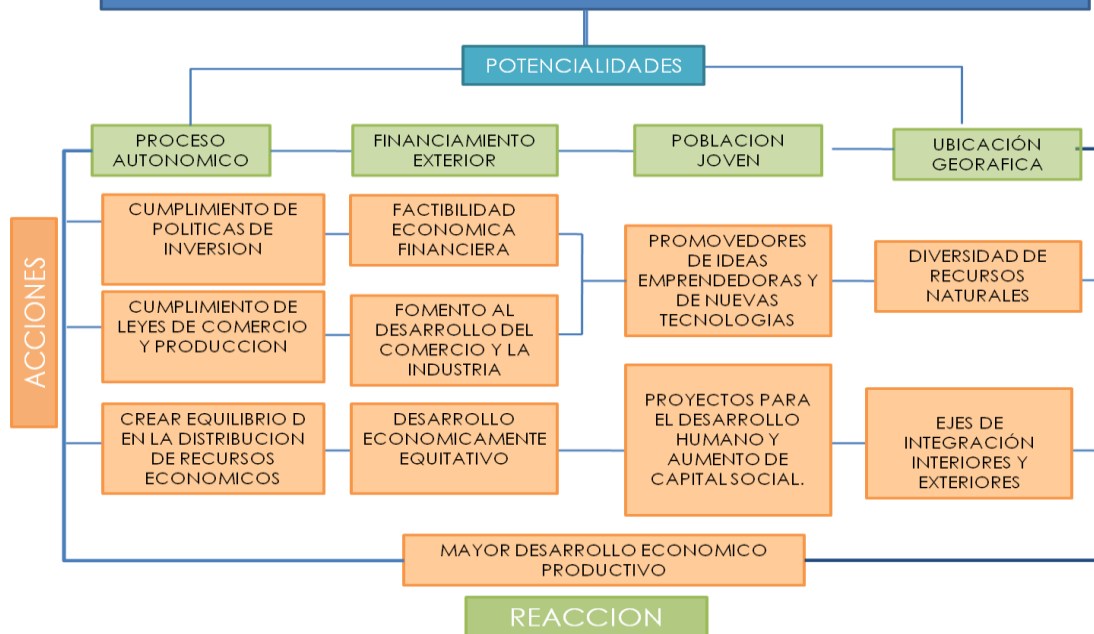 POTENCIALIDADES
PROCESO
AUTONOMICO
FINANCIAMIENTO
EXTERIOR
POBLACION
JOVEN
UBICACIÓN
GEORAFICA
ACCIONES
CUMPLIMIENTO DE
POLITICAS DE
INVERSION
FACTIBILIDAD
ECONOMICA
FINANCIERA
PROMOVEDORES
DE IDEAS
EMPRENDEDORAS Y
DE NUEVAS
TECNOLOGIAS
DIVERSIDAD DE
RECURSOS
NATURALES
CUMPLIMIENTO DE
LEYES DE COMERCIO
Y PRODUCCION
FOMENTO AL
DESARROLLO DEL
COMERCIO Y LA
INDUSTRIA
CREAR EQUILIBRIO D
EN LA DISTRIBUCION
DE RECURSOS
ECONOMICOS
DESARROLLO
ECONOMICAMENTE
EQUITATIVO
PROYECTOS PARA
EL DESARROLLO
HUMANO Y
AUMENTO DE
CAPITAL SOCIAL.
EJES DE
INTEGRACIÓN
INTERIORES Y
EXTERIORES
MAYOR DESARROLLO ECONOMICO
PRODUCTIVO
REACCION